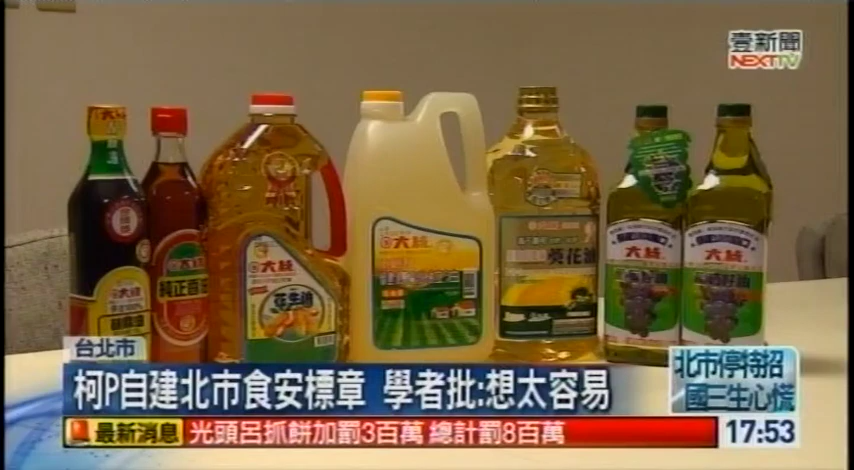 壹新聞
NEXTTV
大統
大統
純正香油
大統
花生油
大統
葵花油
大統
大統
台北市
柯P自建北市食安標章 學者批:想太容易
北市停特招
國三生心慌
最新消息 光頭呂抓餅加罰3百萬 總計罰8百萬
17:53